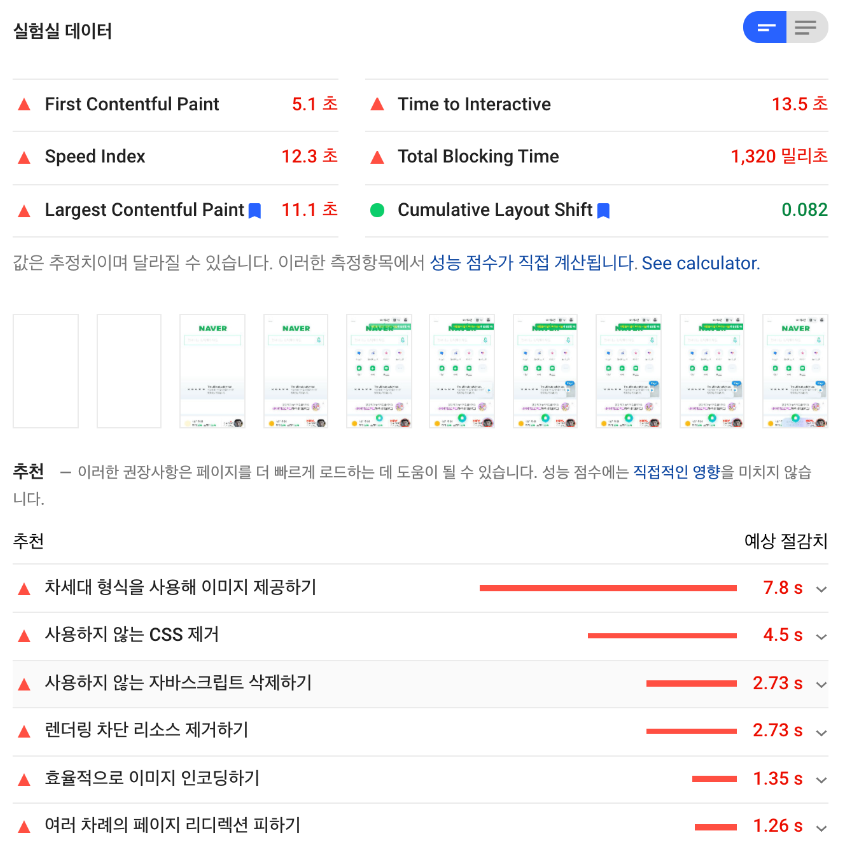 실험실 데이터
First Contentful Paint 5.1 초
Time to Interactive 13.5 초
Speed Index 12.3 초
Total Blocking Time 1,320 밀리초
Largest Contentful Paint 11.1 초
Cumulative Layout Shift 0.082
값은 추정치이며 달라질 수 있습니다. 이러한 측정항목에서 성능 점수가 직접 계산됩니다. See calculator.
NAVER
NAVER
NAVER
NAVER
NAVER
NAVER
NAVER
NAVER
추천 — 이러한 권장사항은 페이지를 더 빠르게 로드하는 데 도움이 될 수 있습니다. 성능 점수에는 직접적인 영향을 미치지 않습
니다.
추천 예상 절감치
차세대 형식을 사용해 이미지 제공하기 7.8 s
사용하지 않는 CSS 제거 4.5 s
사용하지 않는 자바스크립트 삭제하기 2.73 s
렌더링 차단 리소스 제거하기 2.73 s
효율적으로 이미지 인코딩하기 1.35 s
여러 차례의 페이지 리디렉션 피하기 1.26 s